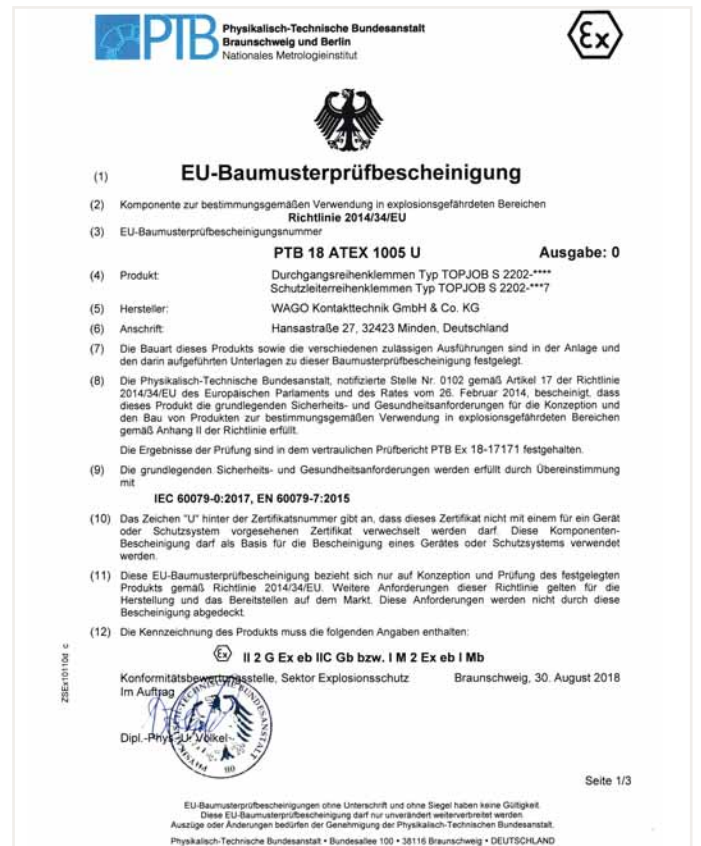 PTB
Physikalisch-Technische Bundesanstalt
Braunschweig und Berlin
Nationales Metrologieinstitut
Ex
(1) EU-Baumusterprüfbescheinigung
(2) Komponente zur bestimmungsgemäßen Verwendung in explosionsgefährdeten Bereichen
Richtlinie 2014/34/EU
(3) EU-Baumusterprüfbescheinigungsnummer
PTB 18 ATEX 1005 U Ausgabe: 0
(4) Produkt: Durchgangsreihenklemmen Typ TOPJOB S 2202-****
Schutzleiterreihenklemmen Typ TOPJOB S 2202-***7
(5) Hersteller: WAGO Kontakttechnik GmbH & Co. KG
(6) Anschrift: Hansastraße 27, 32423 Minden, Deutschland
(7) Die Bauart dieses Produkts sowie die verschiedenen zulässigen Ausführungen sind in der Anlage und
den darin aufgeführten Unterlagen zu dieser Baumusterprüfbescheinigung festgelegt.
(8) Die Physikalisch-Technische Bundesanstalt, notifizierte Stelle Nr. 0102 gemäß Artikel 17 der Richtlinie
2014/34/EU des Europäischen Parlaments und des Rates vom 26. Februar 2014, bescheinigt, dass
dieses Produkt die grundlegenden Sicherheits- und Gesundheitsanforderungen für die Konzeption und
den Bau von Produkten zur bestimmungsgemäßen Verwendung in explosionsgefährdeten Bereichen
gemäß Anhang II der Richtlinie erfüllt.
Die Ergebnisse der Prüfung sind in dem vertraulichen Prüfbericht PTB Ex 18-17171 festgehalten.
(9) Die grundlegenden Sicherheits- und Gesundheitsanforderungen werden erfüllt durch Übereinstimmung
mit
IEC 60079-0:2017, EN 60079-7:2015
(10) Das Zeichen "U" hinter der Zertifikatsnummer gibt an, dass dieses Zertifikat nicht mit einem für ein Gerät
oder Schutzsystem vorgesehenen Zertifikat verwechselt werden darf. Diese Komponenten-
Bescheinigung darf als Basis für die Bescheinigung eines Gerätes oder Schutzsystems verwendet
werden.
(11) Diese EU-Baumusterprüfbescheinigung bezieht sich nur auf Konzeption und Prüfung des festgelegten
Produkts gemäß Richtlinie 2014/34/EU. Weitere Anforderungen dieser Richtlinie gelten für die
Herstellung und das Bereitstellen auf dem Markt. Diese Anforderungen werden nicht durch diese
Bescheinigung abgedeckt.
(12) Die Kennzeichnung des Produkts muss die folgenden Angaben enthalten:
Ex II 2 G Ex eb IIC Gb bzw. I M 2 Ex eb I Mb
Konformitätsbewertungsstelle, Sektor Explosionsschutz Braunschweig, 30. August 2018
Im Auftrag
PHYSIKALISCH-TECHNISCHE BUNDESANSTALT
Dipl.-Phys. U. Völkel
ZSEx10110d c
Seite 1/3
EU-Baumusterprüfbescheinigungen ohne Unterschrift und ohne Siegel haben keine Gültigkeit.
Diese EU-Baumusterprüfbescheinigung darf nur unverändert weiterverbreitet werden.
Auszüge oder Änderungen bedürfen der Genehmigung der Physikalisch-Technischen Bundesanstalt.
Physikalisch-Technische Bundesanstalt • Bundesallee 100 • 38116 Braunschweig • DEUTSCHLAND